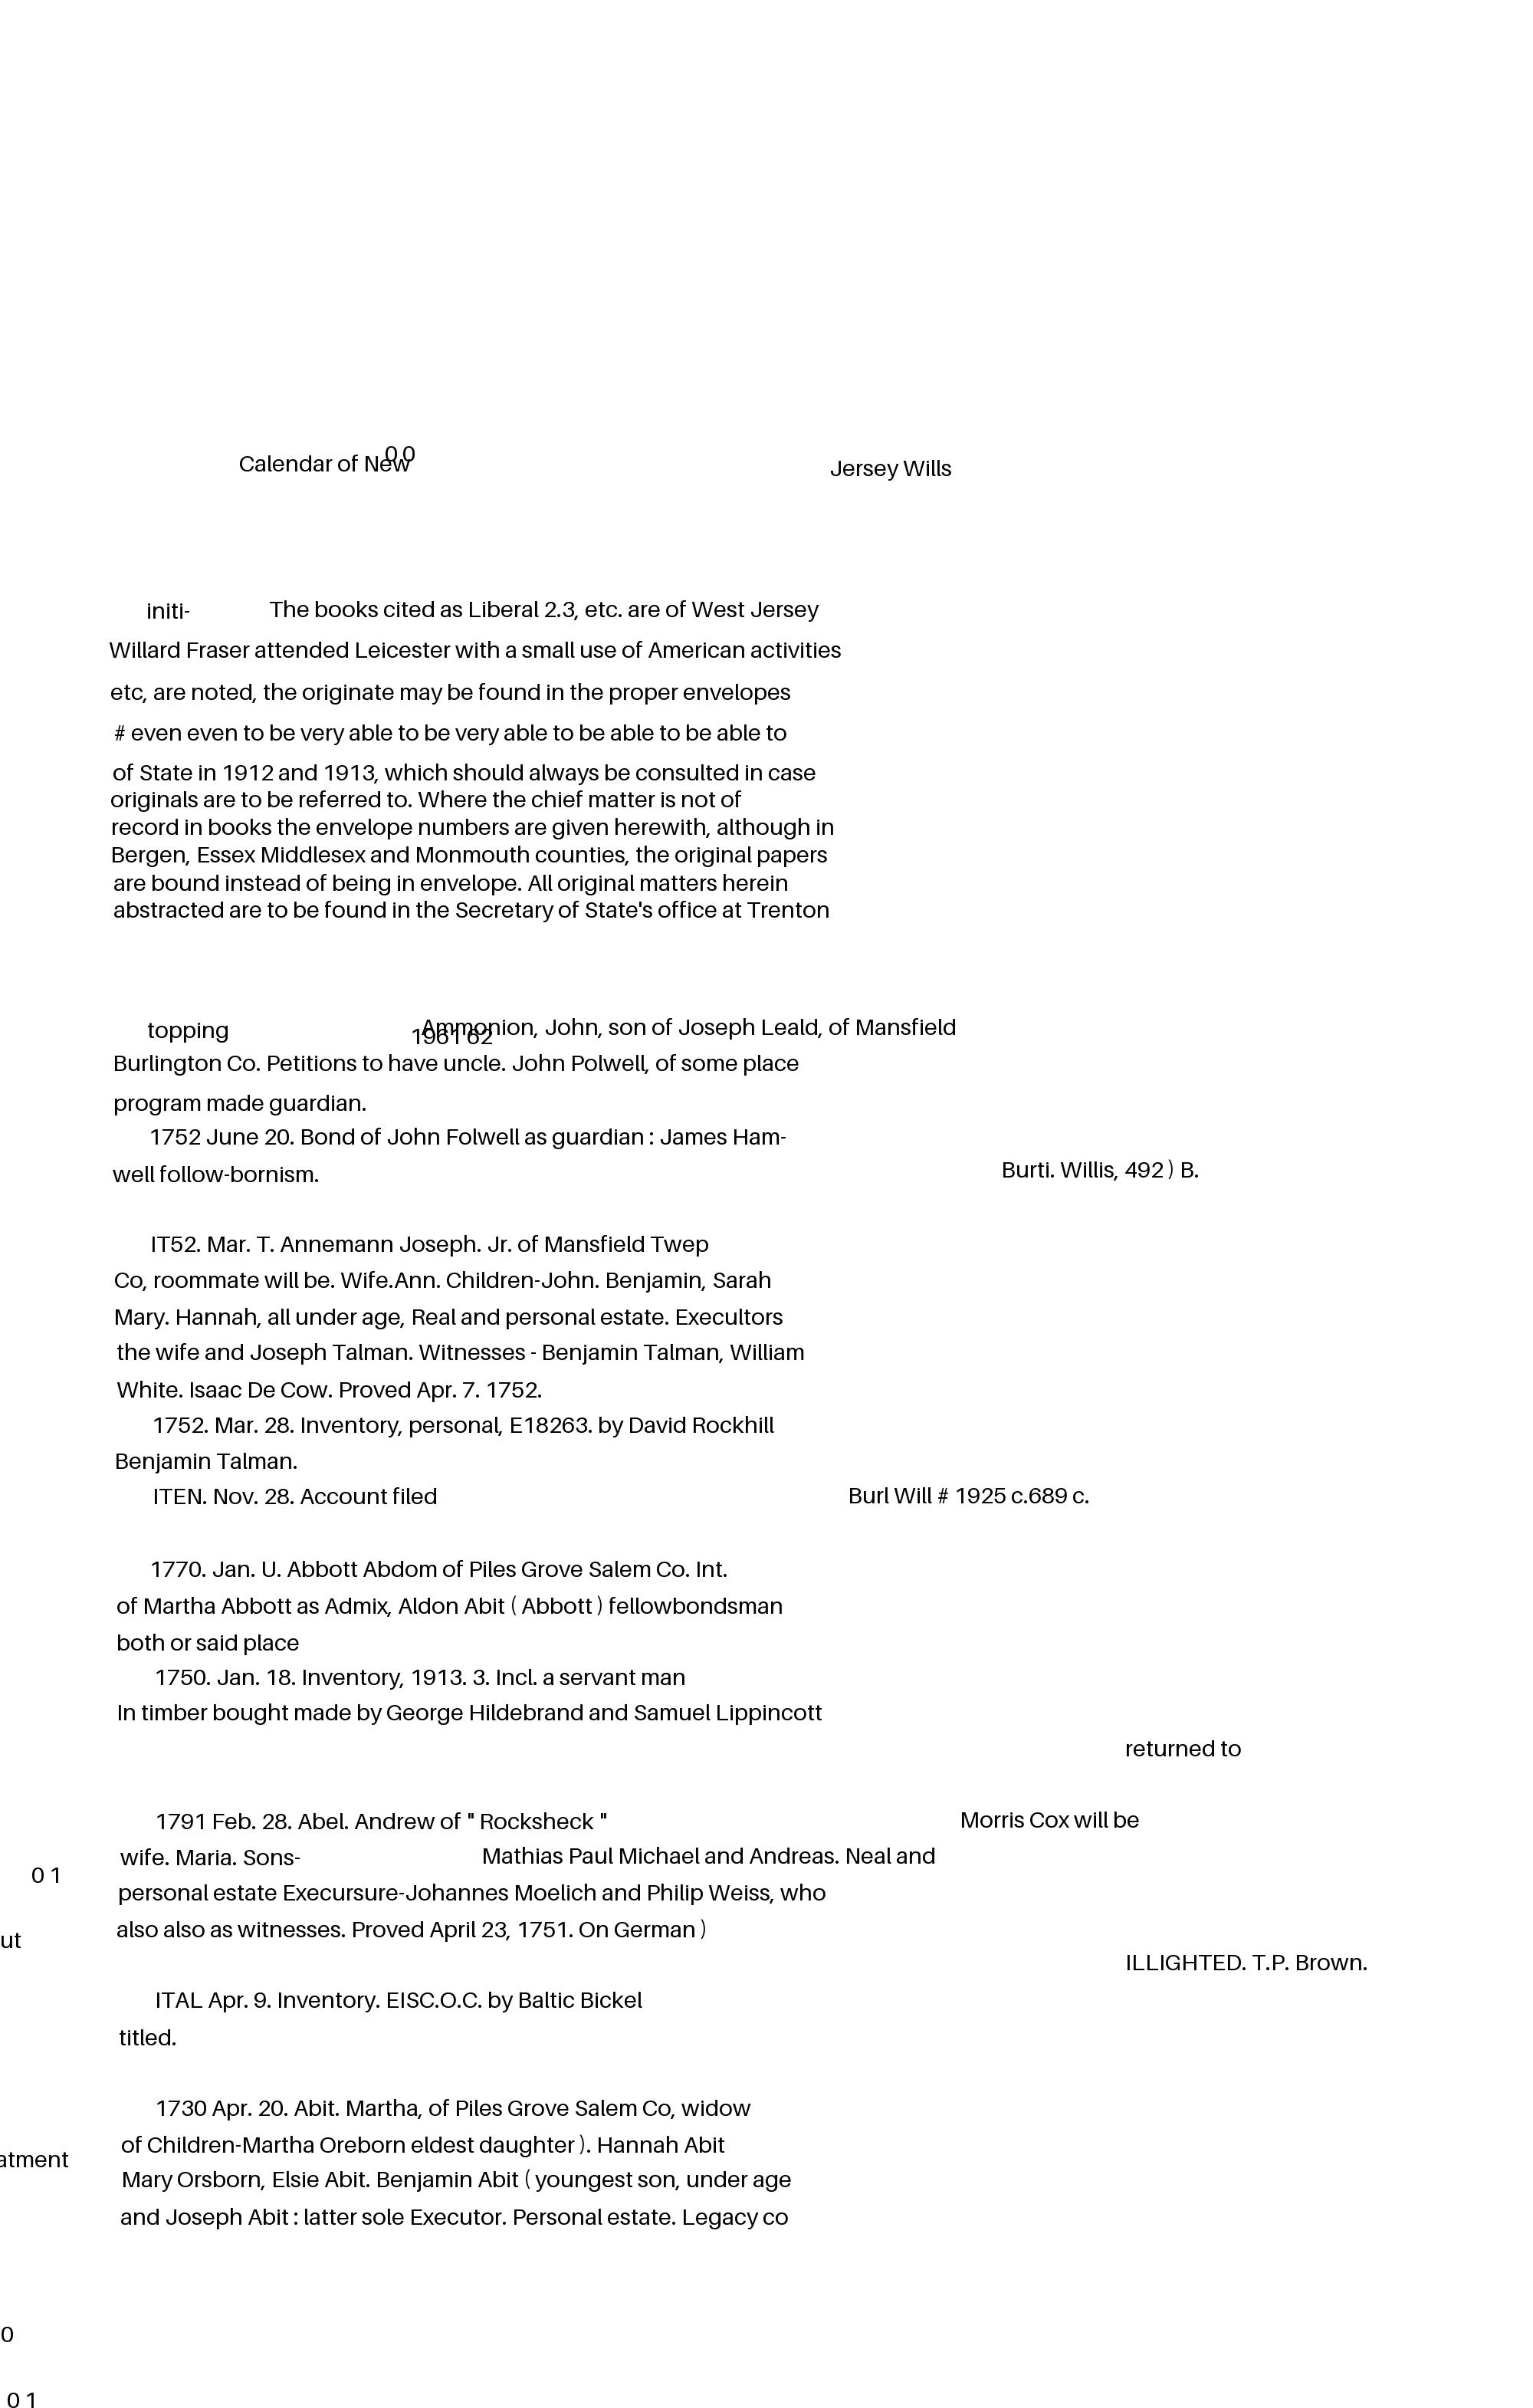 0 0
Calendar of New Jersey Wills
initi- The books cited as Liberal 2.3, etc. are of West Jersey
Willard Fraser attended Leicester with a small use of American activities
etc, are noted, the originate may be found in the proper envelopes
# even even to be very able to be very able to be able to be able to
of State in 1912 and 1913, which should always be consulted in case
originals are to be referred to. Where the chief matter is not of
record in books the envelope numbers are given herewith, although in
Bergen, Essex Middlesex and Monmouth counties, the original papers
are bound instead of being in envelope. All original matters herein
abstracted are to be found in the Secretary of State's office at Trenton
topping 1961 62 Ammonion, John, son of Joseph Leald, of Mansfield
Burlington Co. Petitions to have uncle. John Polwell, of some place
program made guardian.
1752 June 20. Bond of John Folwell as guardian : James Ham-
well follow-bornism. Burti. Willis, 492 ) B.
IT52. Mar. T. Annemann Joseph. Jr. of Mansfield Twep
Co, roommate will be. Wife.Ann. Children-John. Benjamin, Sarah
Mary. Hannah, all under age, Real and personal estate. Execultors
the wife and Joseph Talman. Witnesses - Benjamin Talman, William
White. Isaac De Cow. Proved Apr. 7. 1752.
1752. Mar. 28. Inventory, personal, E18263. by David Rockhill
Benjamin Talman.
ITEN. Nov. 28. Account filed Burl Will # 1925 c.689 c.
1770. Jan. U. Abbott Abdom of Piles Grove Salem Co. Int.
of Martha Abbott as Admix, Aldon Abit ( Abbott ) fellowbondsman
both or said place
1750. Jan. 18. Inventory, 1913. 3. Incl. a servant man
In timber bought made by George Hildebrand and Samuel Lippincott
returned to
1791 Feb. 28. Abel. Andrew of " Rocksheck " Morris Cox will be
wife. Maria. Sons- Mathias Paul Michael and Andreas. Neal and
0 1
personal estate Execursure-Johannes Moelich and Philip Weiss, who
also also as witnesses. Proved April 23, 1751. On German )
ut
ILLIGHTED. T.P. Brown.
ITAL Apr. 9. Inventory. EISC.O.C. by Baltic Bickel
titled.
1730 Apr. 20. Abit. Martha, of Piles Grove Salem Co, widow
of Children-Martha Oreborn eldest daughter ). Hannah Abit
atment
Mary Orsborn, Elsie Abit. Benjamin Abit ( youngest son, under age
and Joseph Abit : latter sole Executor. Personal estate. Legacy co
0
0 1